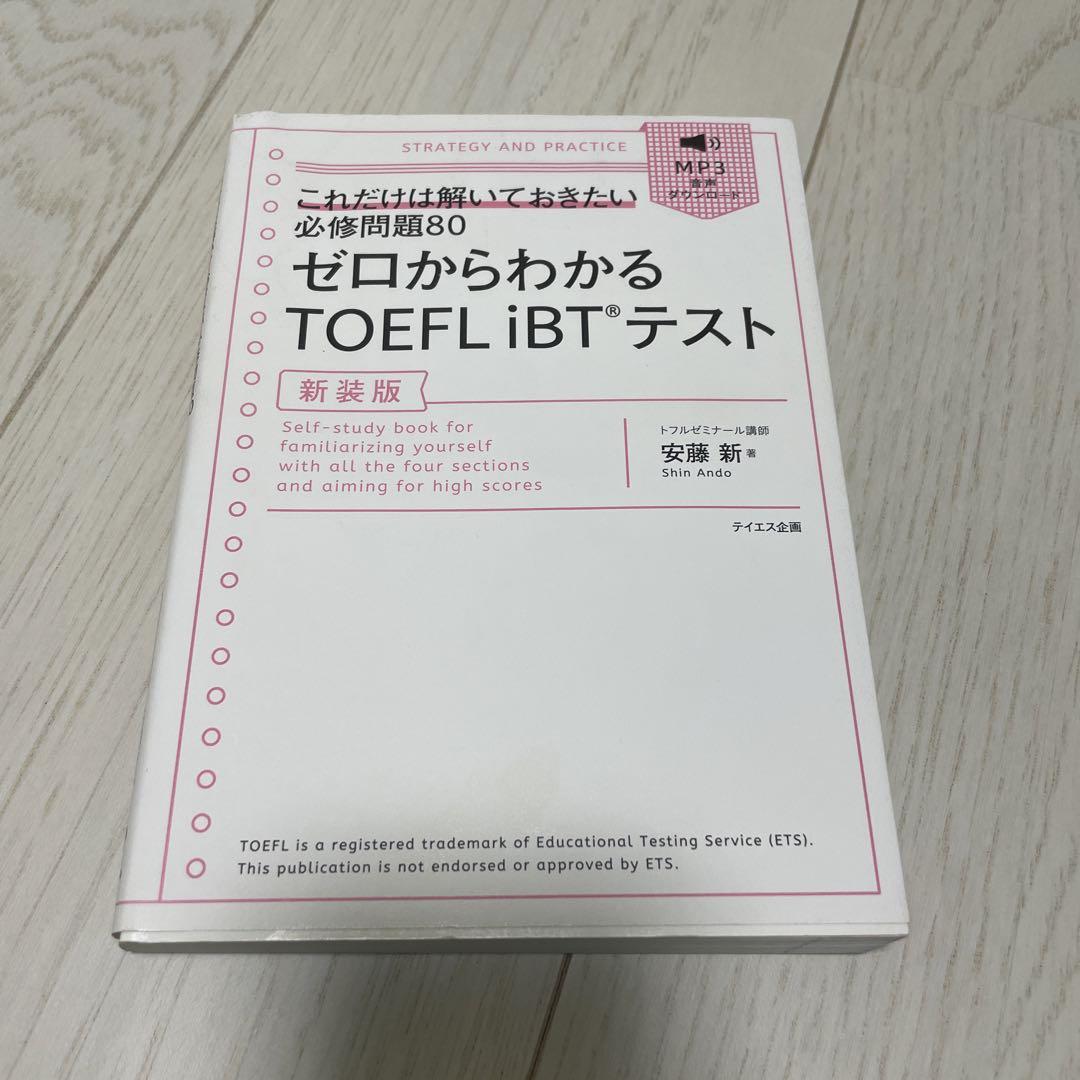 STRATEGY AND PRACTICE
MP3
音声
ダウンロード
これだけは解いておきたい
必修問題80
ゼロからわかる
TOEFL iBT®テスト
新装版
Self-study book for
familiarizing yourself
with all the four sections
and aiming for high scores
トフルゼミナール講師
安藤 新 著
Shin Ando
テイエス企画
TOEFL is a registered trademark of Educational Testing Service (ETS).
This publication is not endorsed or approved by ETS.